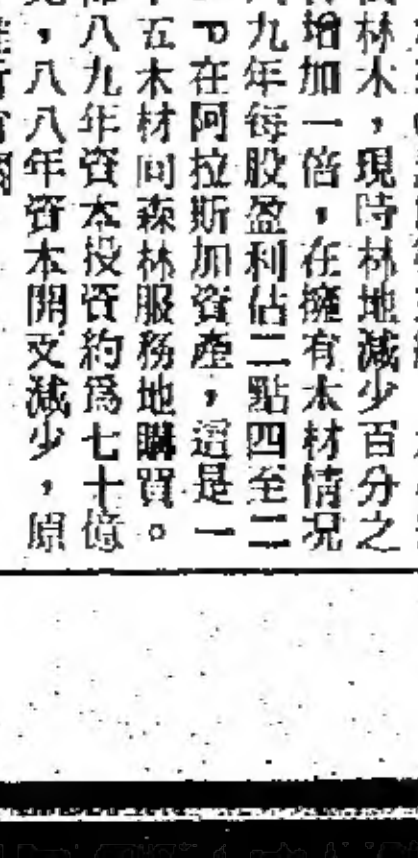 林木，現時林地減少百分之
增加一倍，在擁有木材情況
九年每股盈利佔二點四至二
「在阿拉斯加資產，這是一
五木材向森林服務地購買。
八九年資本投資約爲七十億
，八八年資本開支減少，原